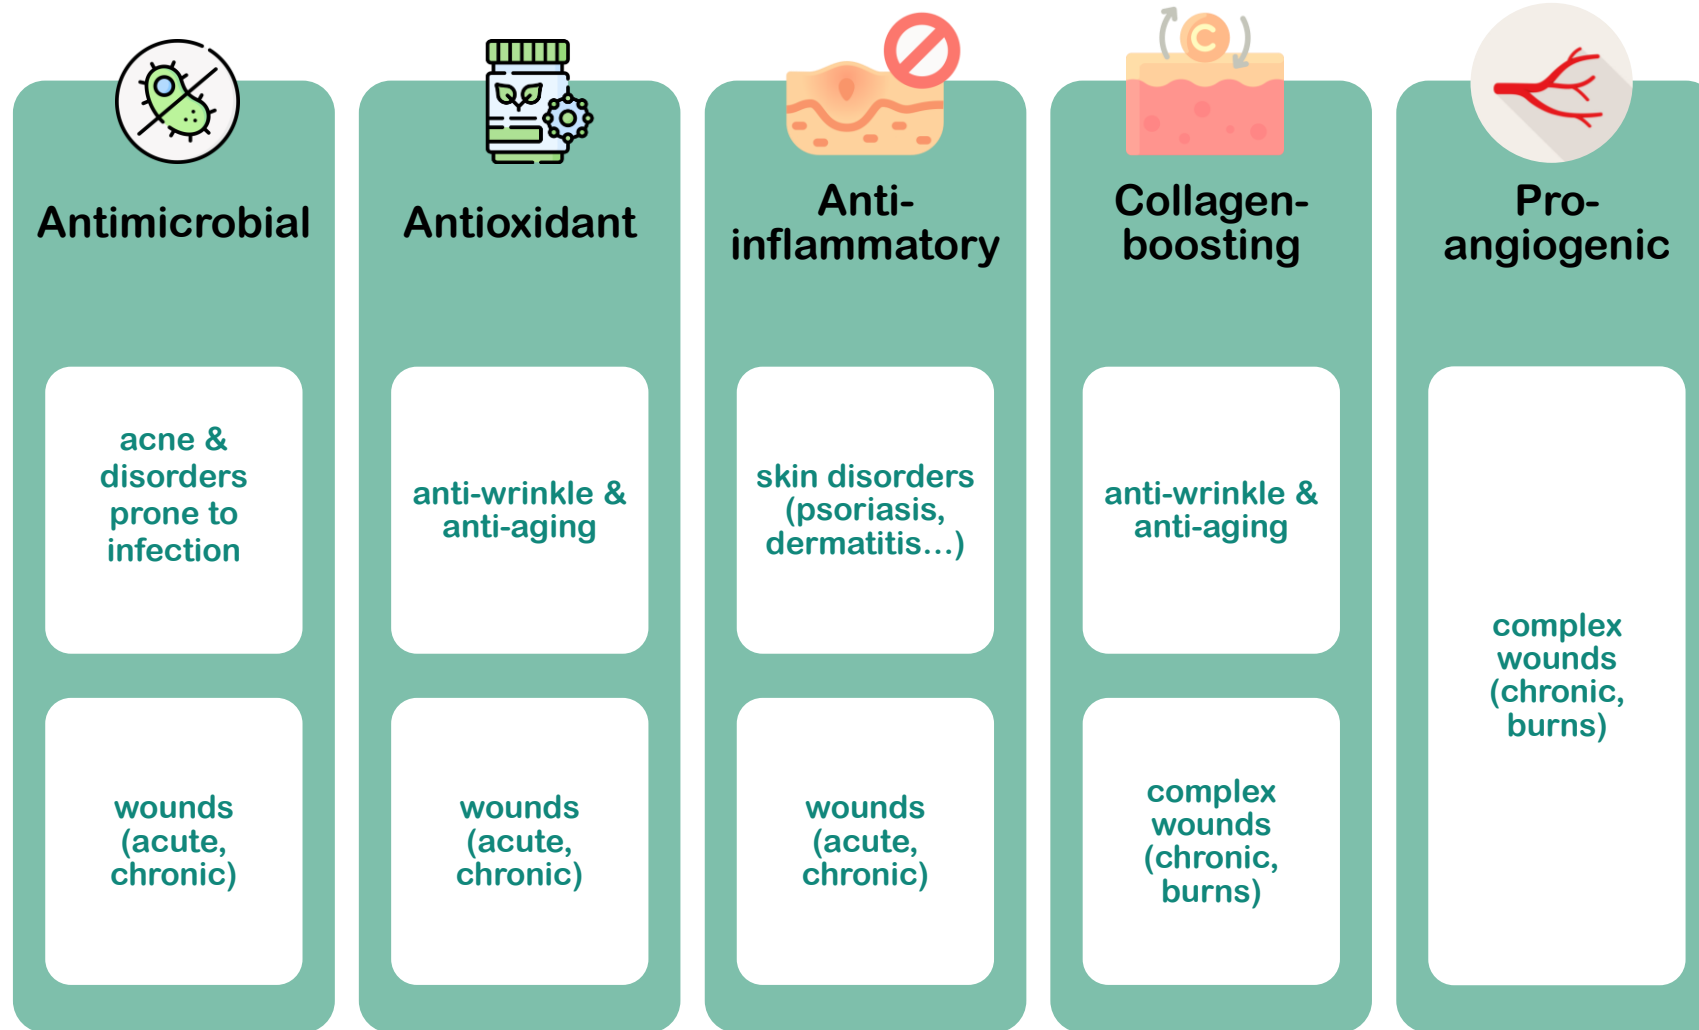 Antimicrobial
acne &
disorders
prone to
infection
wounds
(acute,
chronic)
Antioxidant
anti-wrinkle &
anti-aging
wounds
(acute,
chronic)
Anti-
inflammatory
skin disorders
(psoriasis,
dermatitis...)
wounds
(acute,
chronic)
C
Collagen-
boosting
anti-wrinkle &
anti-aging
complex
wounds
(chronic,
burns)
Pro-
angiogenic
complex
wounds
(chronic,
burns)